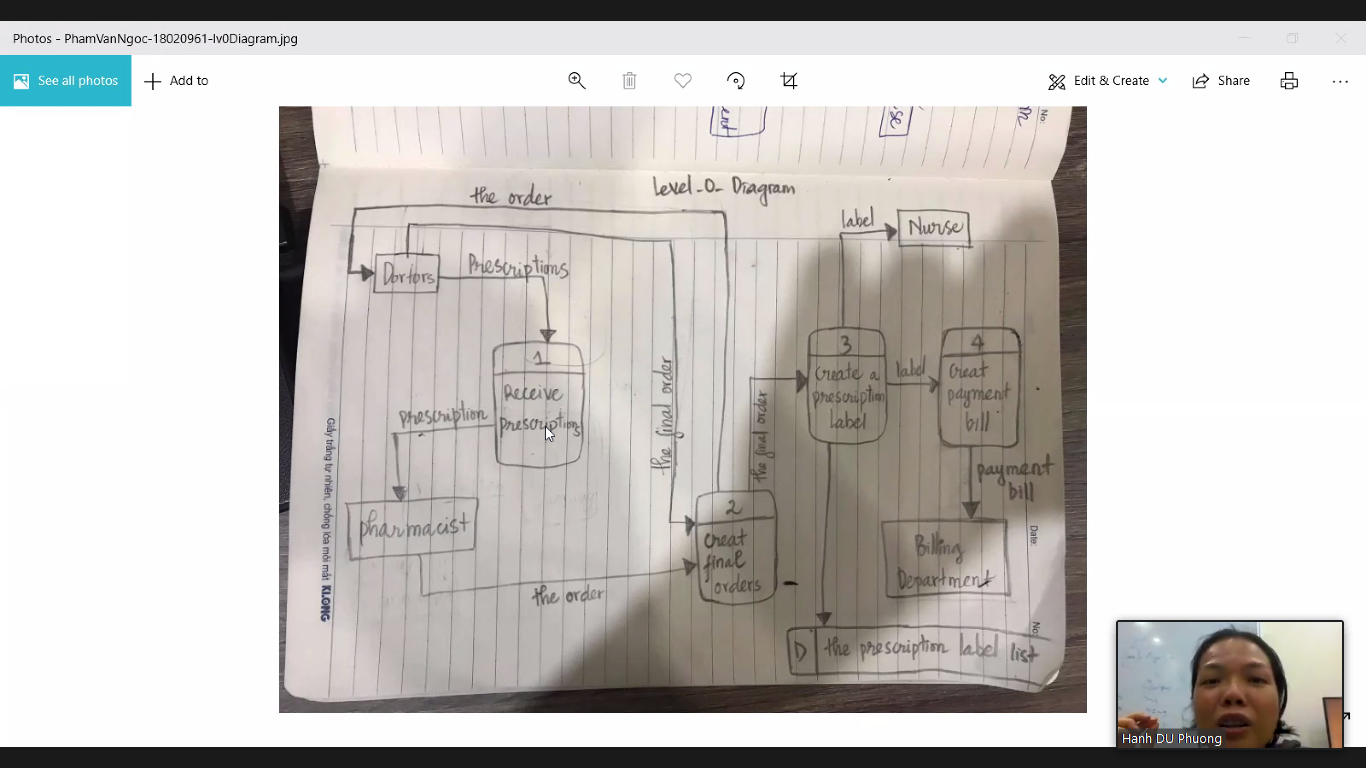 Photos - PhamVanNgoc-18020961-lv0Diagram.jpg
See all photos
Add to
Edit & Create
Share
No:
Level_0_ Diagram
the order
label
Nurse
Dortors
Prescriptions
1
Receive
prescriptions
prescription
pharmacist
the order
the final order
2
creat
final
orders
the final order
3
Create a
prescription
label
label
4
Creat
payment
bill
payment
bill
Billing
Department
D
the prescription label list
Giấy trắng tự nhiên, chống lóa mỏi mắt KLONG
Date:
No:
Hanh DU Phuong